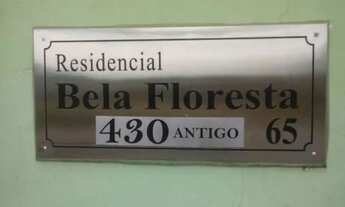 Residencial
Bela Floresta
430 ANTIGO 65